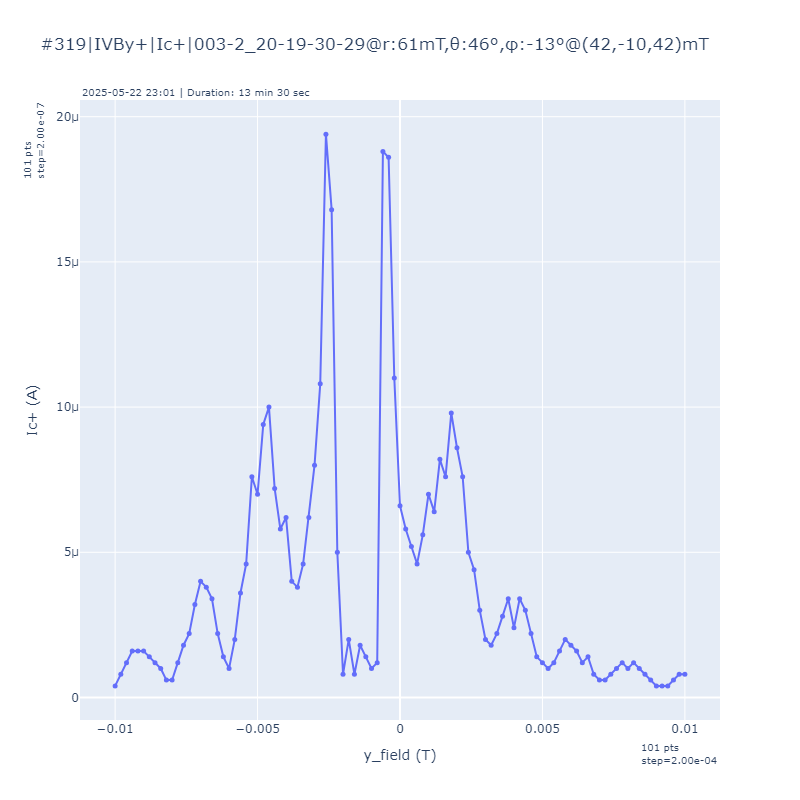 #319|IVBy+|Ic+|003-2_20-19-30-29@r:61mT,θ:46º,φ:-13º@(42,-10,42)mT
2025-05-22 23:01 | Duration: 13 min 30 sec
101 pts
step=2.00e-07
20μ
15μ
10μ
5μ
0
Ic+ (A)
−0.01
−0.005
0
0.005
0.01
y_field (T)
101 pts
step=2.00e-04